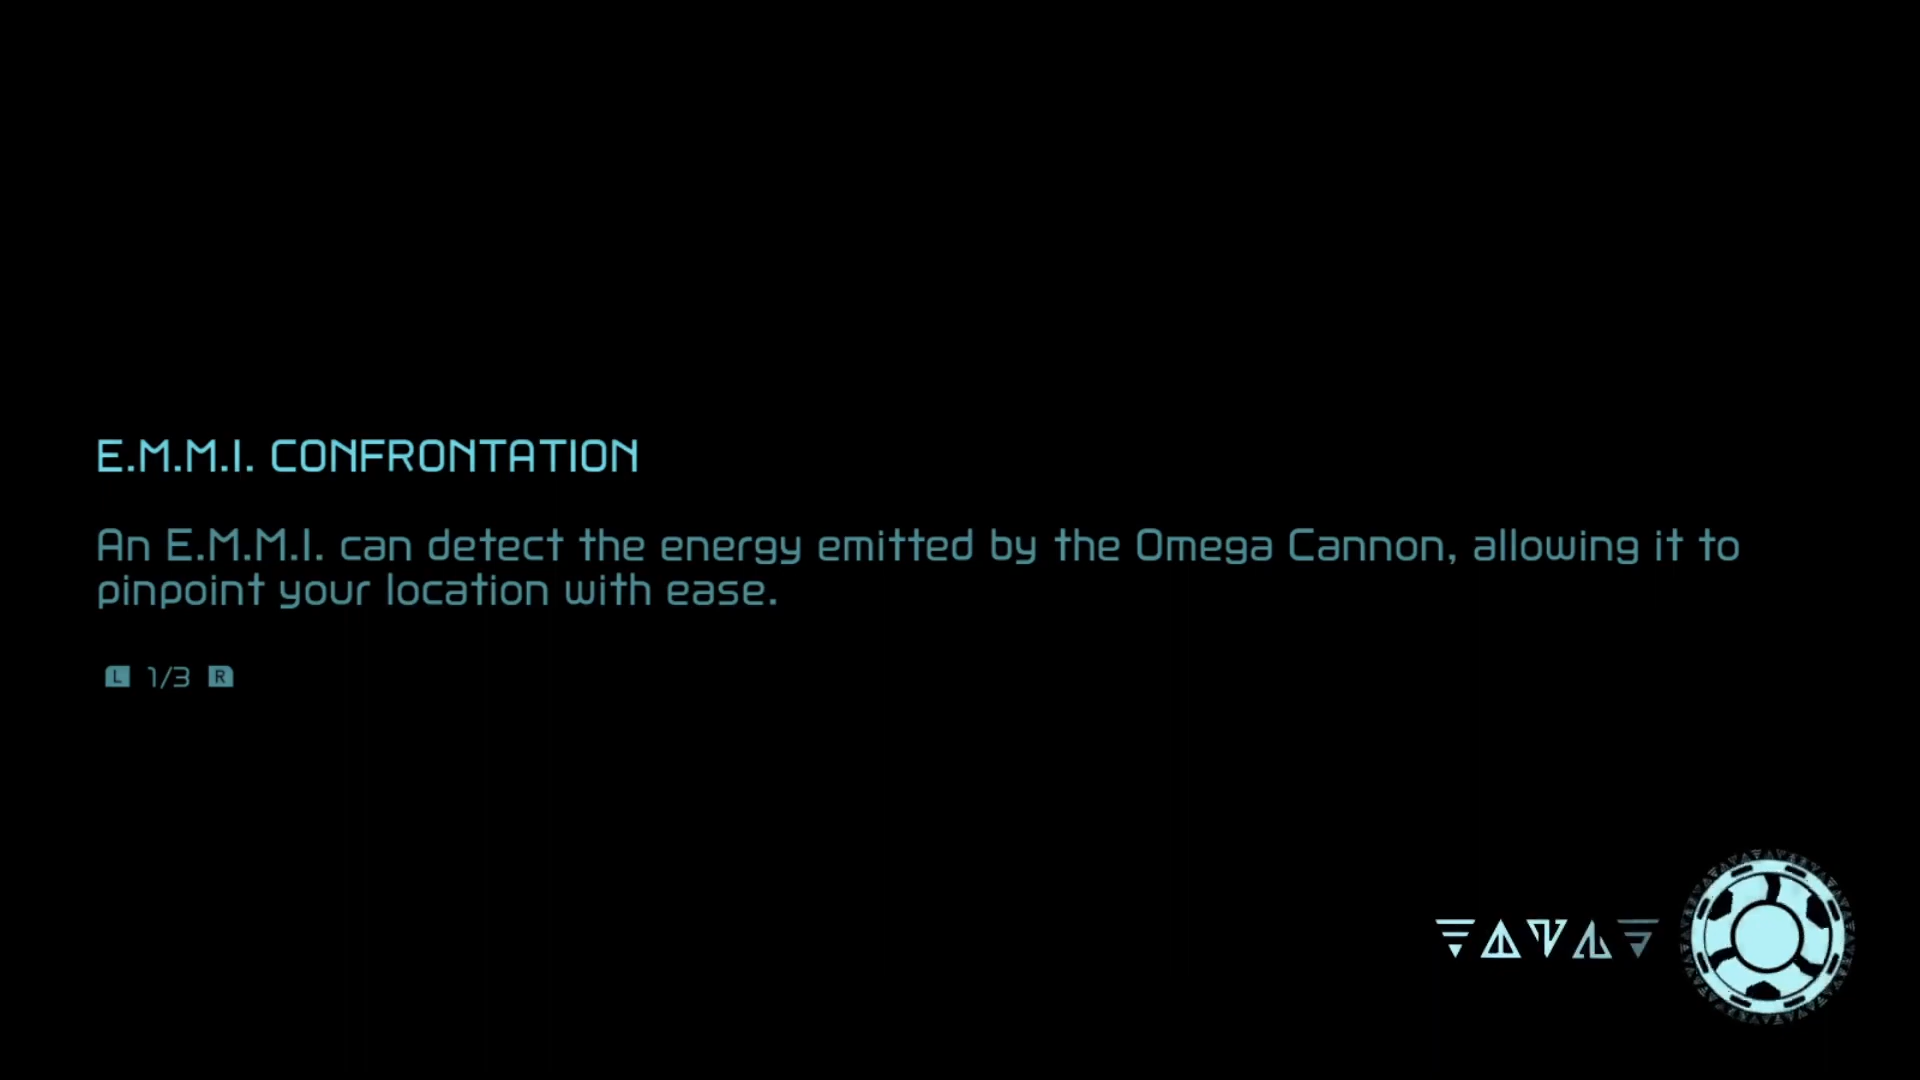 E.M.M.I. CONFRONTATION
An E.M.M.I. can detect the energy emitted by the Omega Cannon, allowing it to
pinpoint your location with ease.
L 1/3 R